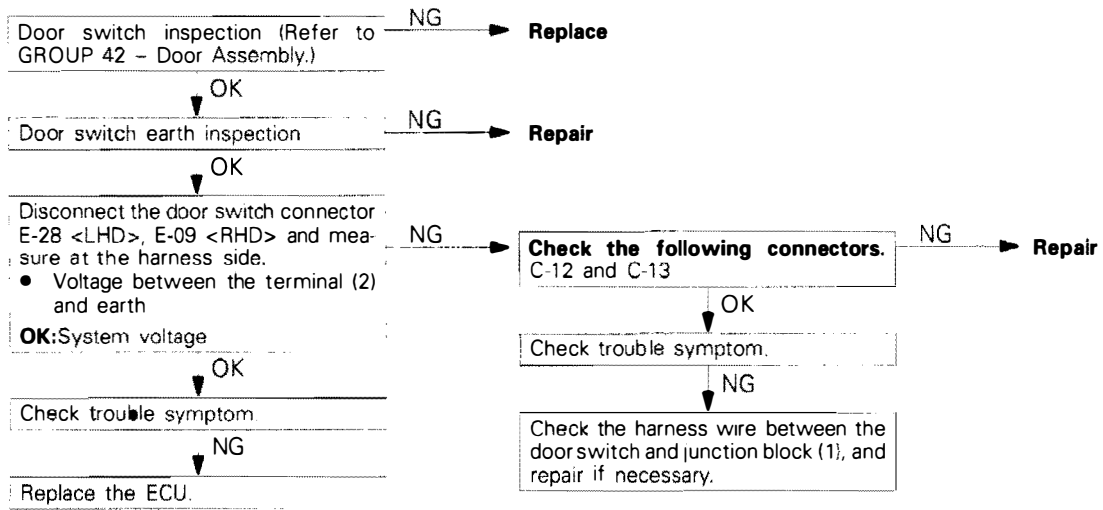 Door switch inspection (Refer to
GROUP 42 – Door Assembly.)
NG
Replace
OK
Door switch earth inspection
NG
Repair
OK
Disconnect the door switch connector
E-28 <LHD>, E-09 <RHD> and mea-
sure at the harness side.
● Voltage between the terminal (2)
and earth
OK:System voltage
NG
Check the following connectors.
C-12 and C-13
NG
Repair
OK
Check trouble symptom.
NG
Check the harness wire between the
door switch and junction block (1), and
repair if necessary.
OK
Check trouble symptom.
NG
Replace the ECU.